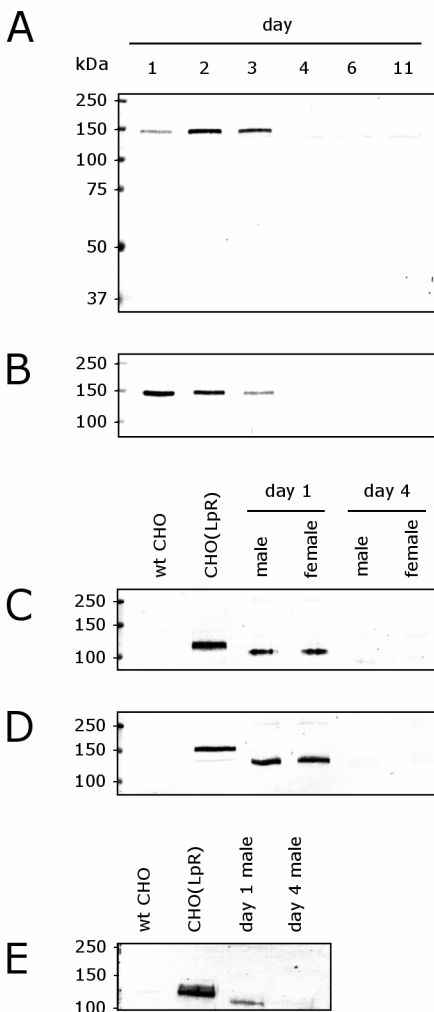 A
day
kDa 1 2 3 4 6 11
250
150
100
75
50
37
B
250
150
100
day 1 day 4
wt CHO CHO(LpR) male female male female
C
250
150
100
D
250
150
100
wt CHO CHO(LpR) day 1 male day 4 male
E
250
150
100